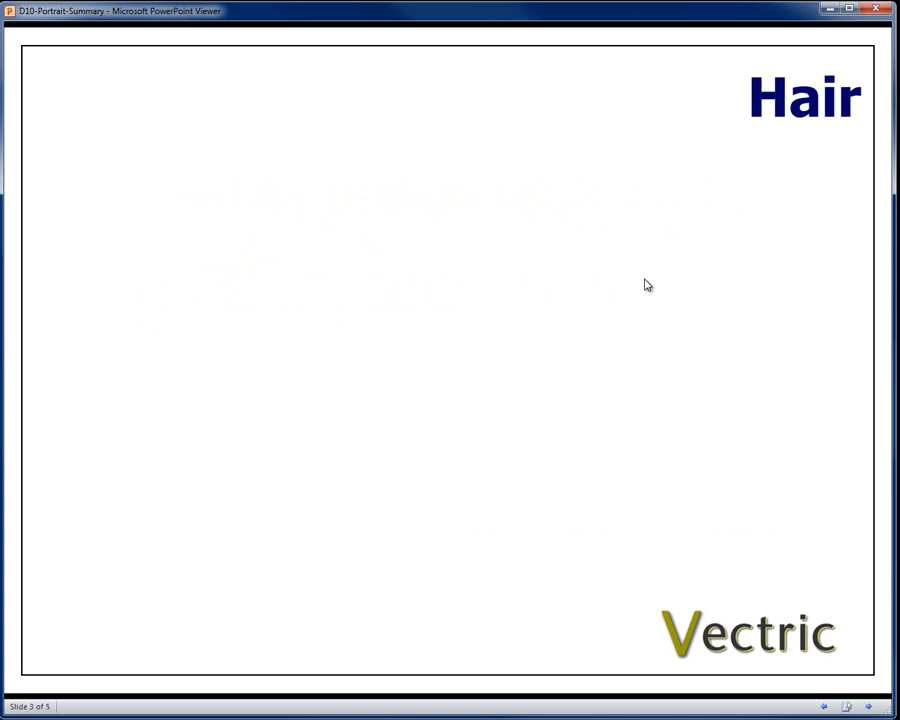 D10-Portrait-Summary - Microsoft PowerPoint Viewer
Hair
Vectric
Slide 3 of 5